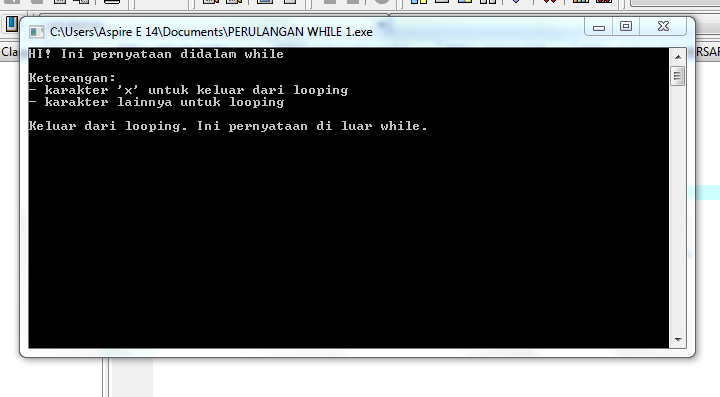 C:\Users\Aspire E 14\Documents\PERULANGAN WHILE 1.exe
Cla
RSAF
HI! Ini pernyataan didalam while
Keterangan:
- karakter 'x' untuk keluar dari looping
- karakter lainnya untuk looping
Keluar dari looping. Ini pernyataan di luar while.